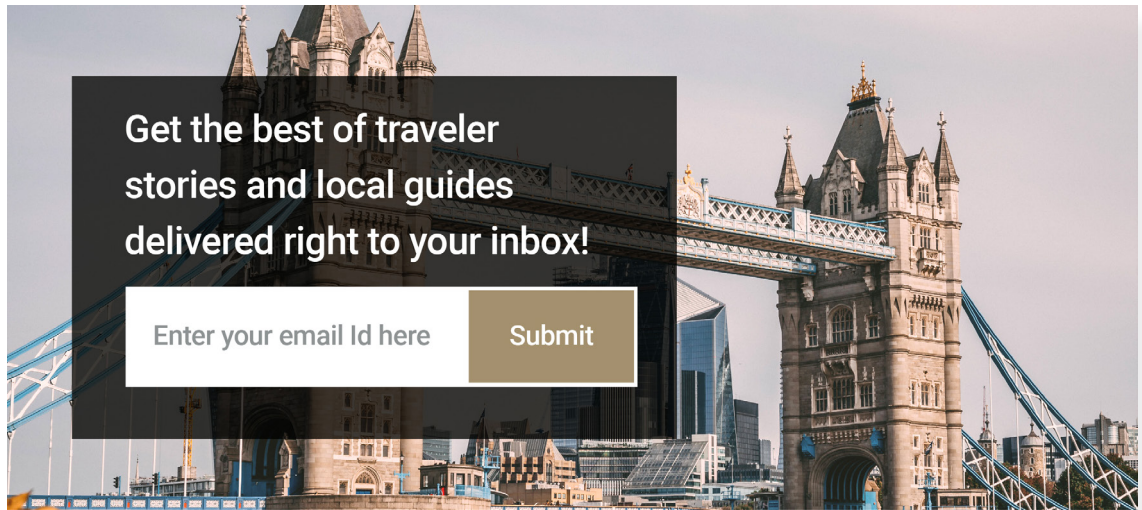 Get the best of traveler
stories and local guides
delivered right to your inbox!
Enter your email Id here
Submit